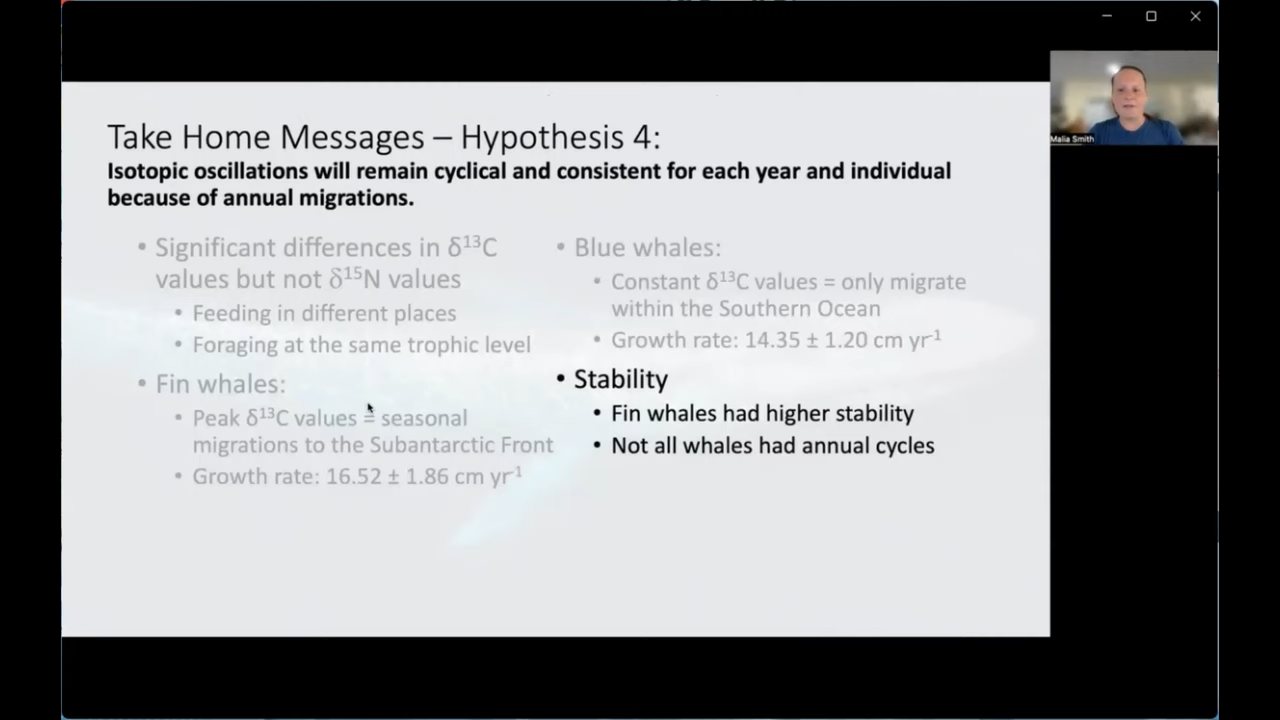 Take Home Messages – Hypothesis 4:
Isotopic oscillations will remain cyclical and consistent for each year and individual
because of annual migrations.
• Significant differences in δ¹³C
values but not δ¹⁵N values
• Feeding in different places
• Foraging at the same trophic level
• Fin whales:
• Peak δ¹³C values = seasonal
migrations to the Subantarctic Front
• Growth rate: 16.52 ± 1.86 cm yr⁻¹
• Blue whales:
• Constant δ¹³C values = only migrate
within the Southern Ocean
• Growth rate: 14.35 ± 1.20 cm yr⁻¹
• Stability
• Fin whales had higher stability
• Not all whales had annual cycles
Malia Smith